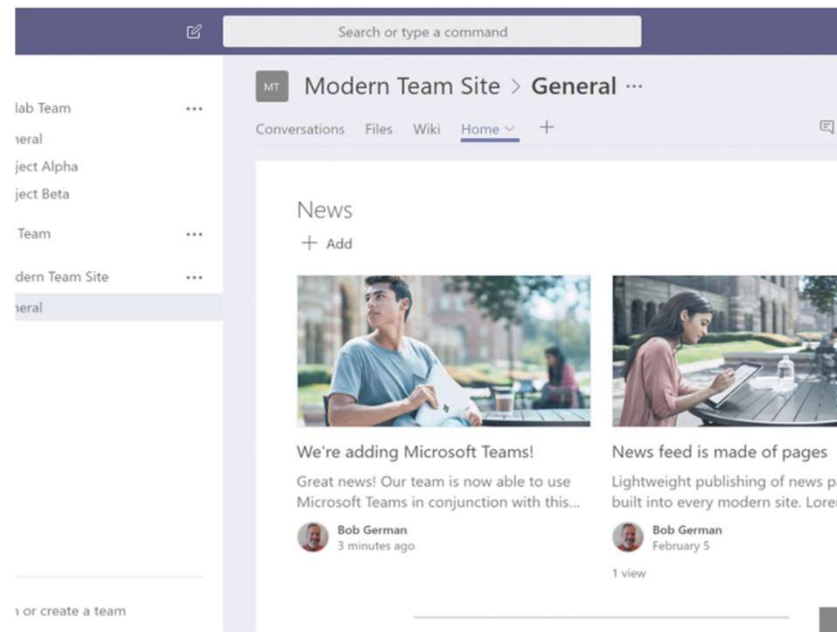 Search or type a command
MT Modern Team Site > General ...
Conversations Files Wiki Home +
lab Team ...
neral
ject Alpha
ject Beta
Team ...
dern Team Site ...
neral
n or create a team
News
+ Add
We're adding Microsoft Teams!
Great news! Our team is now able to use
Microsoft Teams in conjunction with this...
Bob German
3 minutes ago
News feed is made of pages
Lightweight publishing of news pa
built into every modern site. Lore
Bob German
February 5
1 view